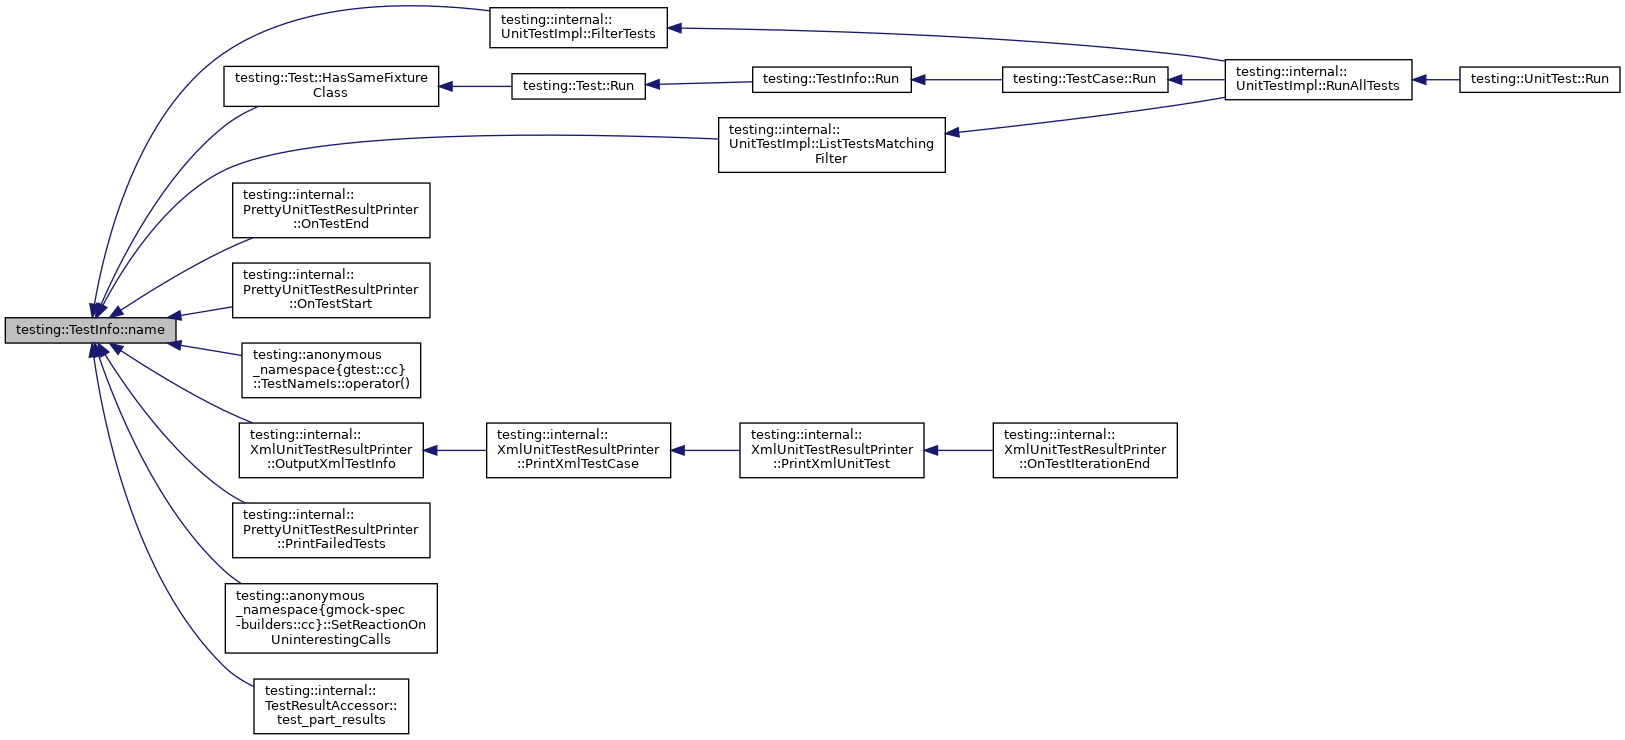 testing::internal::
UnitTestImpl::FilterTests
testing::Test::HasSameFixture
Class
testing::Test::Run
testing::TestInfo::Run
testing::TestCase::Run
testing::internal::
UnitTestImpl::RunAllTests
testing::UnitTest::Run
testing::internal::
UnitTestImpl::ListTestsMatching
Filter
testing::internal::
PrettyUnitTestResultPrinter
::OnTestEnd
testing::internal::
PrettyUnitTestResultPrinter
::OnTestStart
testing::TestInfo::name
testing::anonymous
_namespace{gtest::cc}
::TestNameIs::operator()
testing::internal::
XmlUnitTestResultPrinter
::OutputXmlTestInfo
testing::internal::
XmlUnitTestResultPrinter
::PrintXmlTestCase
testing::internal::
XmlUnitTestResultPrinter
::PrintXmlUnitTest
testing::internal::
XmlUnitTestResultPrinter
::OnTestIterationEnd
testing::internal::
PrettyUnitTestResultPrinter
::PrintFailedTests
testing::anonymous
_namespace{gmock-spec
-builders::cc}::SetReactionOn
UninterestingCalls
testing::internal::
TestResultAccessor::
test_part_results